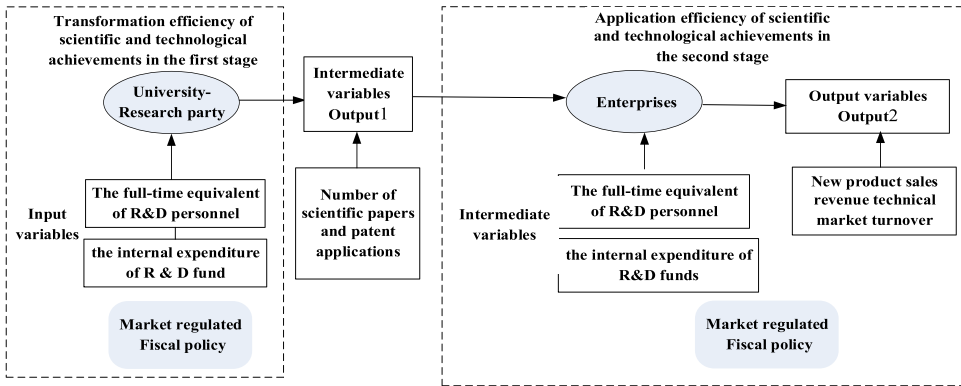 Transformation efficiency of
scientific and technological
achievements in the first stage
University-
Research party
Input
variables
The full-time equivalent
of R&D personnel
the internal expenditure
of R & D fund
Market regulated
Fiscal policy
Intermediate
variables
Output1
Number of
scientific papers
and patent
applications
Application efficiency of scientific
and technological achievements in
the second stage
Enterprises
Intermediate
variables
The full-time equivalent
of R&D personnel
the internal expenditure of
R&D funds
Market regulated
Fiscal policy
Output variables
Output2
New product sales
revenue technical
market turnover